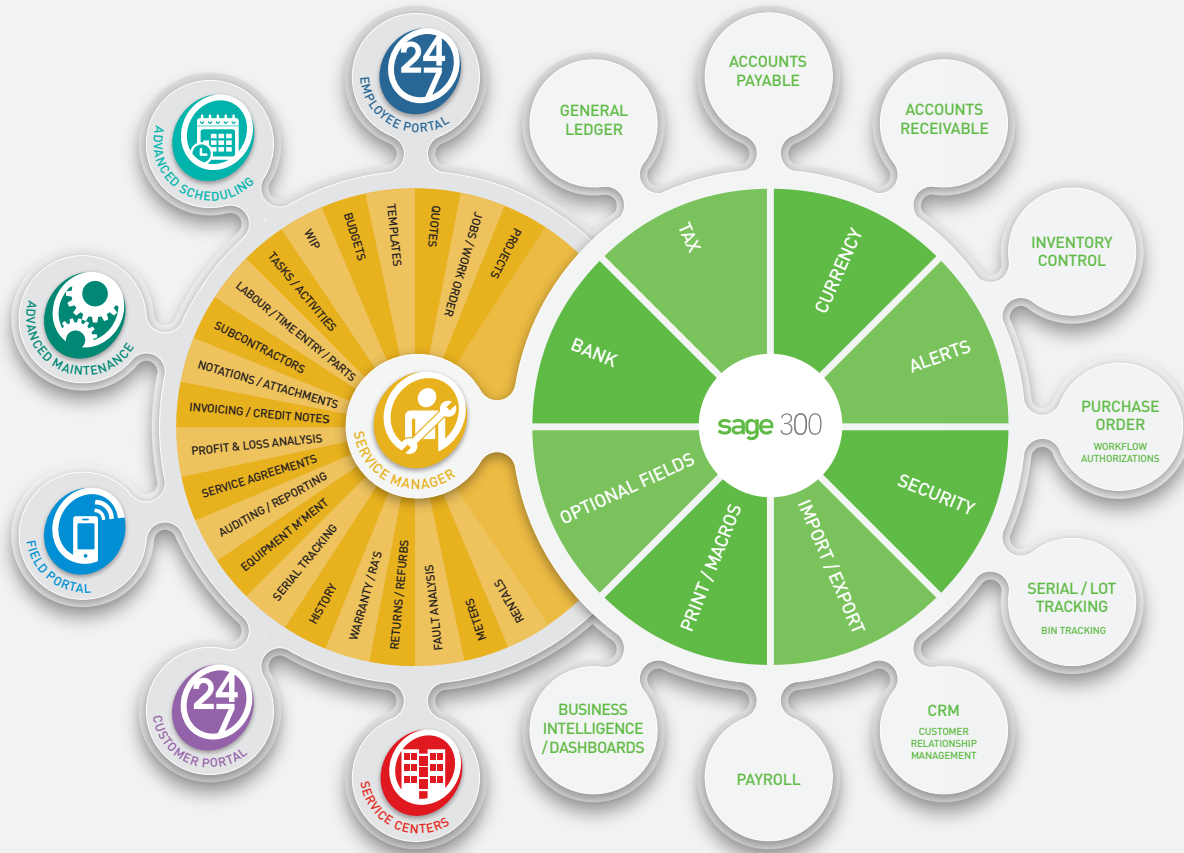 24
7
EMPLOYEE PORTAL
ADVANCED SCHEDULING
ADVANCED MAINTENANCE
FIELD PORTAL
24
7
CUSTOMER PORTAL
SERVICE CENTERS
PROJECTS
JOBS / WORK ORDER
QUOTES
TEMPLATES
BUDGETS
WIP
TASKS / ACTIVITIES
LABOUR / TIME ENTRY / PARTS
SUBCONTRACTORS
NOTATIONS / ATTACHMENTS
INVOICING / CREDIT NOTES
PROFIT & LOSS ANALYSIS
SERVICE AGREEMENTS
AUDITING / REPORTING
EQUIPMENT M'MENT
SERIAL TRACKING
HISTORY
WARRANTY / RA'S
RETURNS / REFURBS
FAULT ANALYSIS
METERS
RENTALS
SERVICE MANAGER
GENERAL
LEDGER
ACCOUNTS
PAYABLE
ACCOUNTS
RECEIVABLE
INVENTORY
CONTROL
PURCHASE
ORDER
WORKFLOW
AUTHORIZATIONS
SERIAL / LOT
TRACKING
BIN TRACKING
CRM
CUSTOMER
RELATIONSHIP
MANAGEMENT
PAYROLL
BUSINESS
INTELLIGENCE
/ DASHBOARDS
TAX
CURRENCY
ALERTS
SECURITY
IMPORT / EXPORT
PRINT / MACROS
OPTIONAL FIELDS
BANK
sage 300